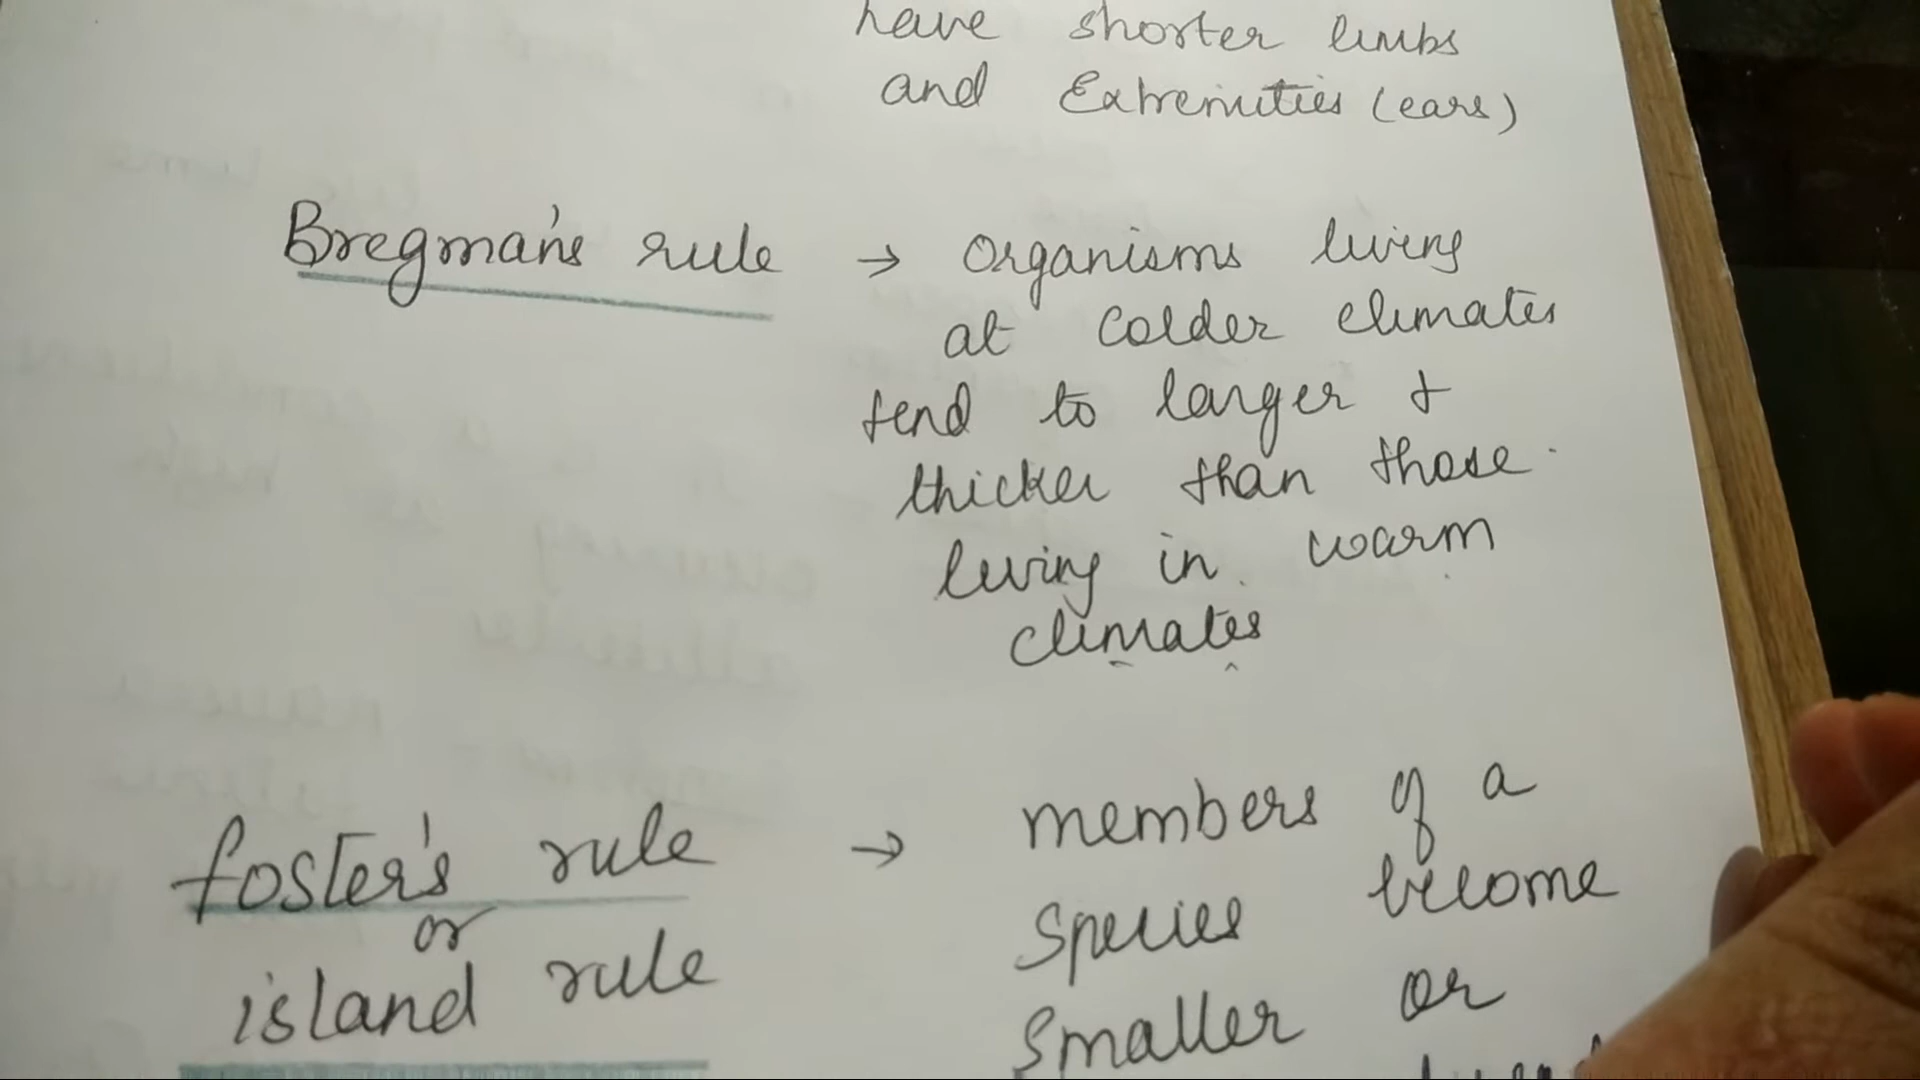 have shorter limbs
and Extremities (ears)
Bregman's rule → Organisms living
at colder climates
tend to larger +
thicker than those
living in warm
climates
foster's rule → members of a
or species become
island rule smaller or